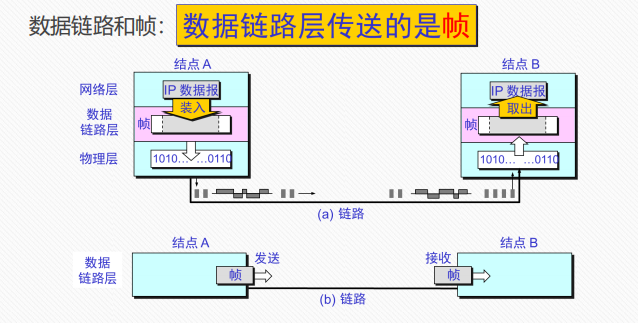 数据链路和帧： 数据链路层传送的是帧
结点 A 结点 B
网络层 IP 数据报 IP 数据报
装入 取出
数据
链路层 帧 帧
物理层 1010… …0110 1010… …0110
(a) 链路
结点 A 结点 B
数据
链路层 发送 接收
帧 帧
(b) 链路